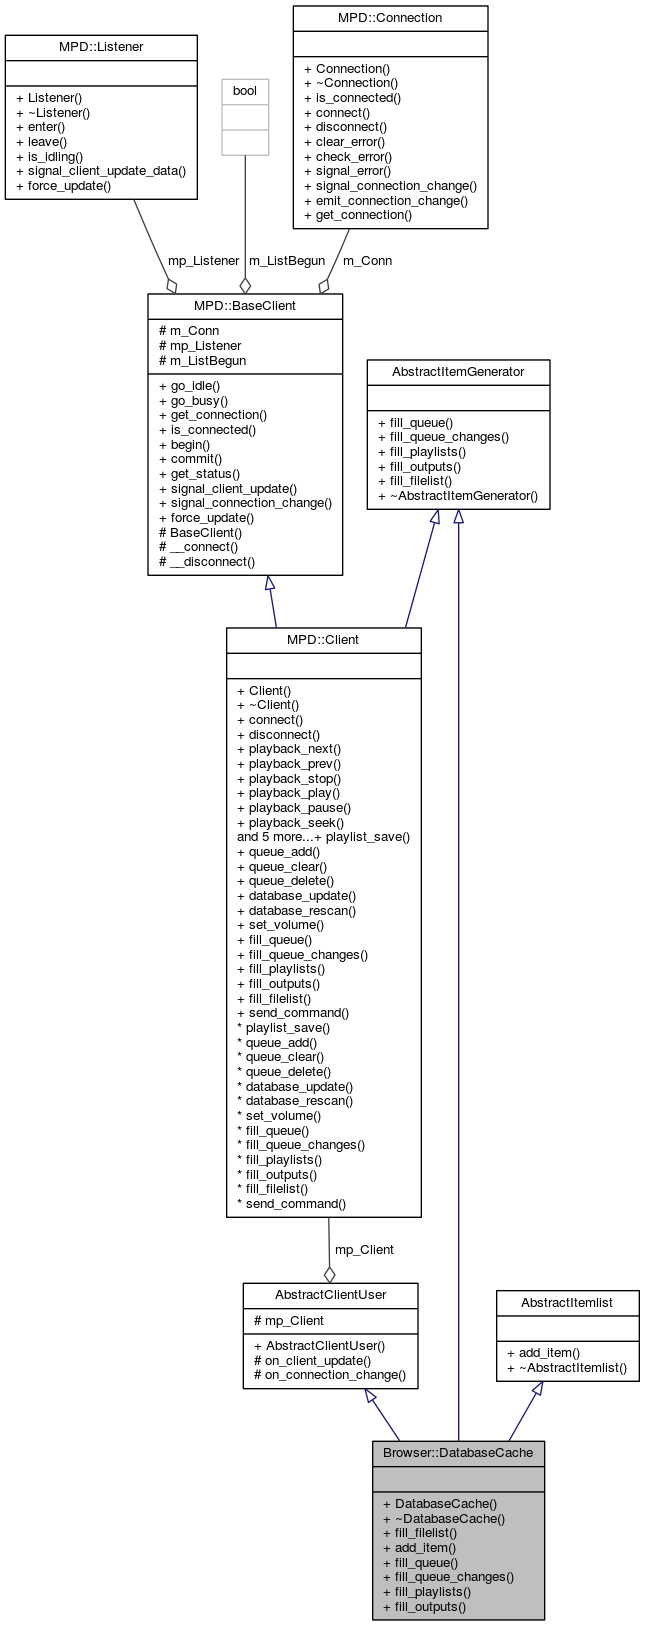 MPD::Connection
+ Connection()
+ ~Connection()
+ is_connected()
+ connect()
+ disconnect()
+ clear_error()
+ check_error()
+ signal_error()
+ signal_connection_change()
+ emit_connection_change()
+ get_connection()
MPD::Listener
+ Listener()
+ ~Listener()
+ enter()
+ leave()
+ is_idling()
+ signal_client_update_data()
+ force_update()
bool
mp_Listener
m_ListBegun
m_Conn
MPD::BaseClient
# m_Conn
# mp_Listener
# m_ListBegun
+ go_idle()
+ go_busy()
+ get_connection()
+ is_connected()
+ begin()
+ commit()
+ get_status()
+ signal_client_update()
+ signal_connection_change()
+ force_update()
# BaseClient()
# __connect()
# __disconnect()
AbstractItemGenerator
+ fill_queue()
+ fill_queue_changes()
+ fill_playlists()
+ fill_outputs()
+ fill_filelist()
+ ~AbstractItemGenerator()
MPD::Client
+ Client()
+ ~Client()
+ connect()
+ disconnect()
+ playback_next()
+ playback_prev()
+ playback_stop()
+ playback_play()
+ playback_pause()
+ playback_seek()
and 5 more...+ playlist_save()
+ queue_add()
+ queue_clear()
+ queue_delete()
+ database_update()
+ database_rescan()
+ set_volume()
+ fill_queue()
+ fill_queue_changes()
+ fill_playlists()
+ fill_outputs()
+ fill_filelist()
+ send_command()
* playlist_save()
* queue_add()
* queue_clear()
* queue_delete()
* database_update()
* database_rescan()
* set_volume()
* fill_queue()
* fill_queue_changes()
* fill_playlists()
* fill_outputs()
* fill_filelist()
* send_command()
mp_Client
AbstractClientUser
# mp_Client
+ AbstractClientUser()
# on_client_update()
# on_connection_change()
AbstractItemlist
+ add_item()
+ ~AbstractItemlist()
Browser::DatabaseCache
+ DatabaseCache()
+ ~DatabaseCache()
+ fill_filelist()
+ add_item()
+ fill_queue()
+ fill_queue_changes()
+ fill_playlists()
+ fill_outputs()